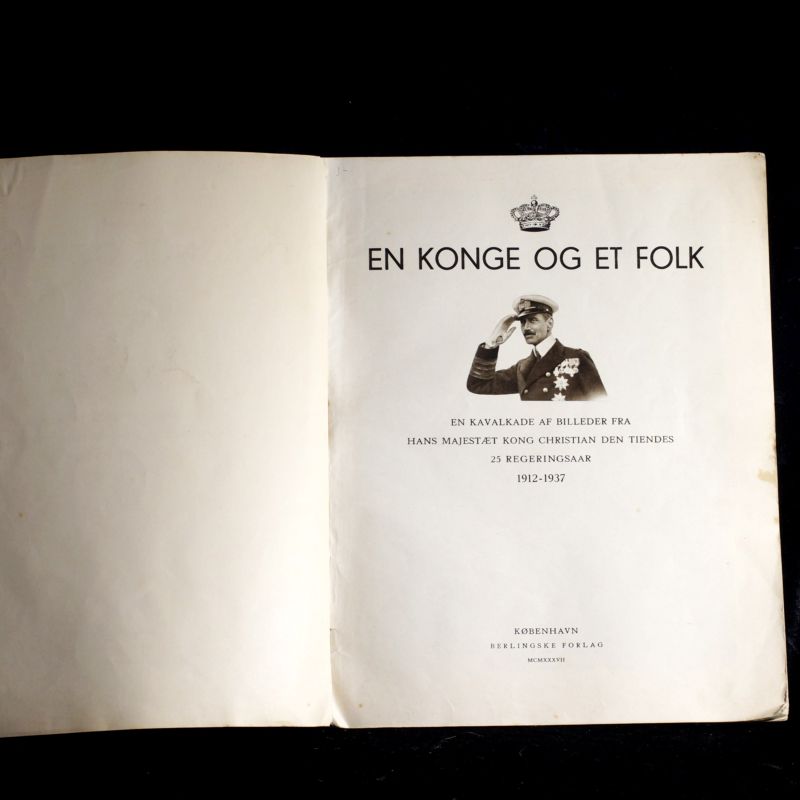 EN KONGE OG ET FOLK
EN KAVALKADE AF BILLEDER FRA
HANS MAJESTÆT KONG CHRISTIAN DEN TIENDES
25 REGERINGSAAR
1912-1937
KØBENHAVN
BERLINGSKE FORLAG
MCMXXXVII